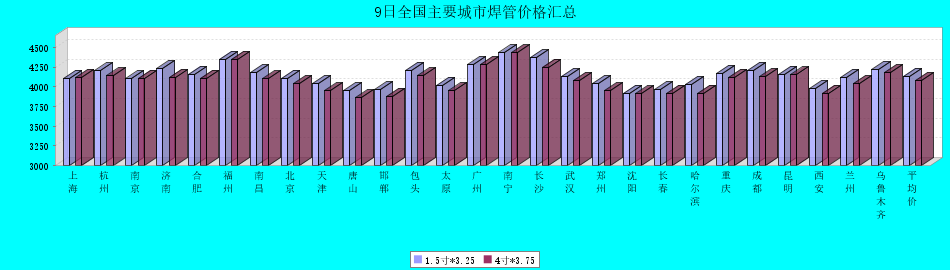 9日全国主要城市焊管价格汇总
4500
4250
4000
3750
3500
3250
3000
上海
杭州
南京
济南
合肥
福州
南昌
北京
天津
唐山
邯郸
包头
太原
广州
南宁
长沙
武汉
郑州
沈阳
长春
哈尔滨
重庆
成都
昆明
西安
兰州
乌鲁木齐
平均价
1.5寸*3.25
4寸*3.75